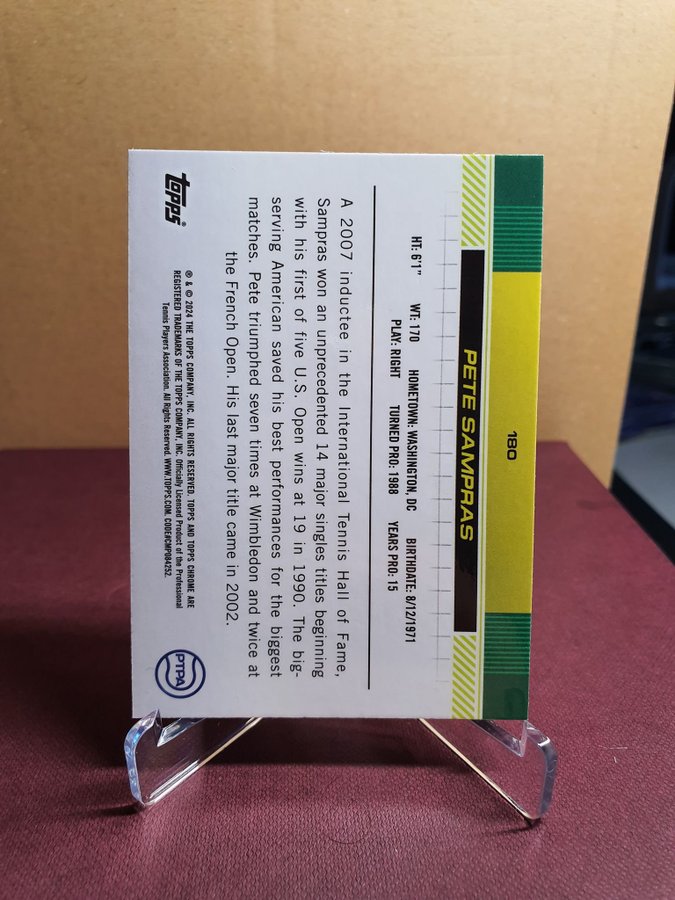 180
PETE SAMPRAS
HT: 6'1" WT: 170 HOMETOWN: WASHINGTON, DC BIRTHDATE: 8/12/1971
PLAY: RIGHT TURNED PRO: 1988 YEARS PRO: 15
A 2007 inductee in the International Tennis Hall of Fame,
Sampras won an unprecedented 14 major singles titles beginning
with his first of five U.S. Open wins at 19 in 1990. The big-
serving American saved his best performances for the biggest
matches. Pete triumphed seven times at Wimbledon and twice at
the French Open. His last major title came in 2002.
topps®
® & © 2024 THE TOPPS COMPANY, INC. ALL RIGHTS RESERVED. TOPPS AND TOPPS CHROME ARE
REGISTERED TRADEMARKS OF THE TOPPS COMPANY, INC. Officially Licensed Product of the Professional
Tennis Players Association. All Rights Reserved. WWW.TOPPS.COM. CODE#CMP084252.
PTPA